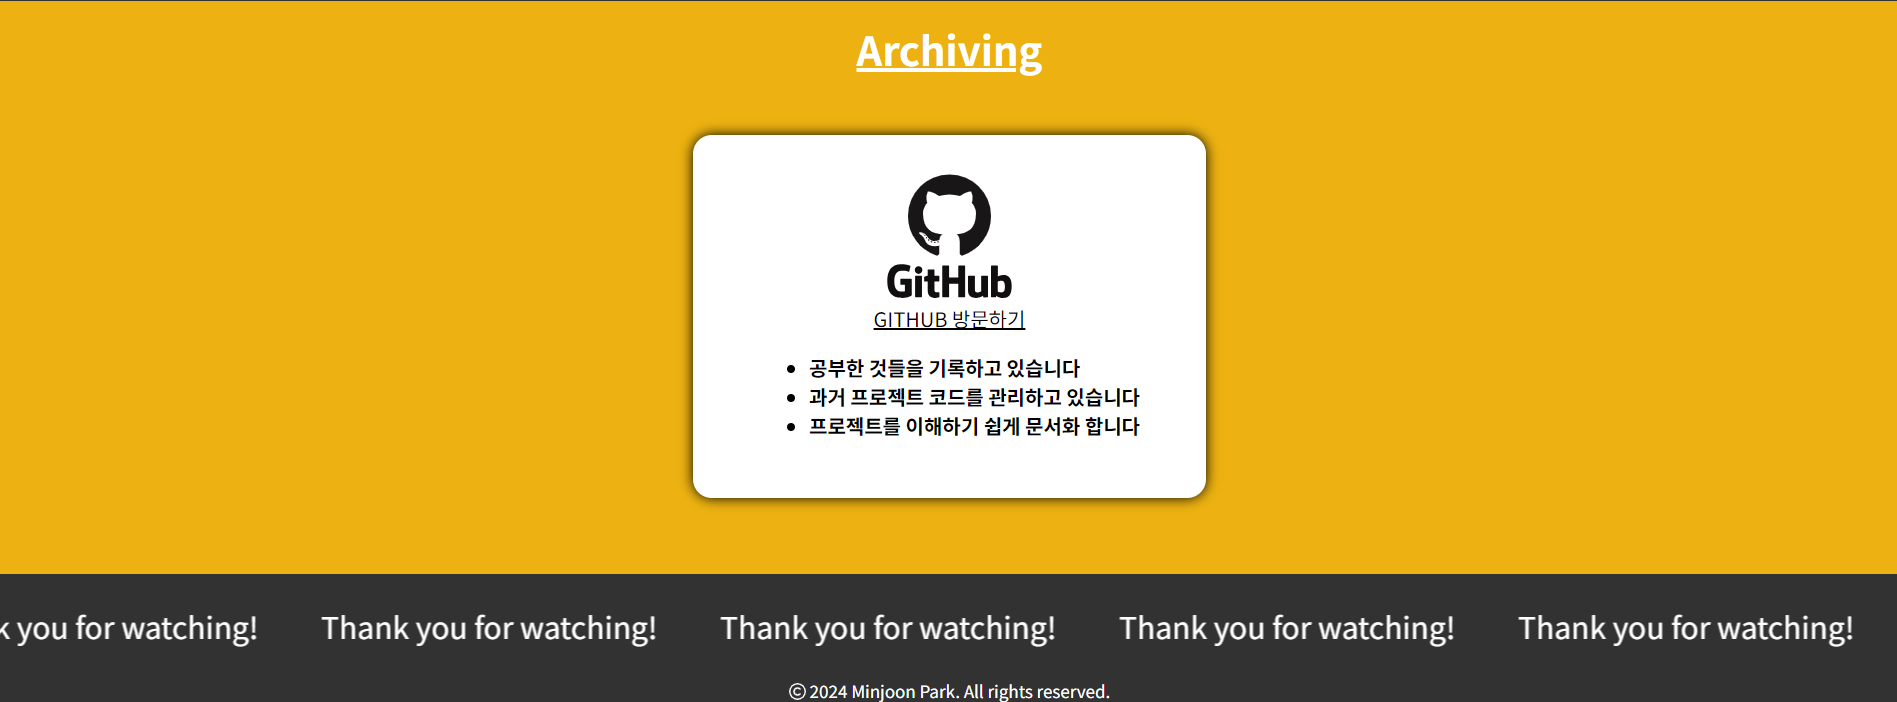 Archiving
GitHub
GITHUB 방문하기
공부한 것들을 기록하고 있습니다
과거 프로젝트 코드를 관리하고 있습니다
프로젝트를 이해하기 쉽게 문서화 합니다
k you for watching! Thank you for watching! Thank you for watching! Thank you for watching! Thank you for watching!
ⓒ 2024 Minjoon Park. All rights reserved.